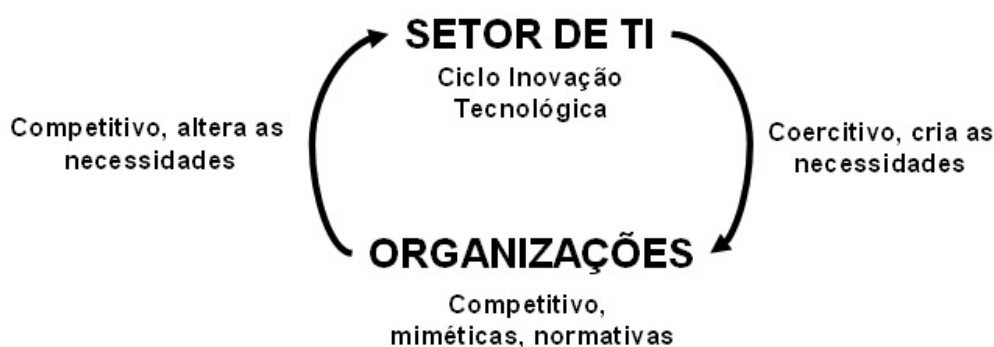 SETOR DE TI
Ciclo Inovação
Tecnológica
Competitivo, altera as
necessidades
Coercitivo, cria as
necessidades
ORGANIZAÇÕES
Competitivo,
miméticas, normativas